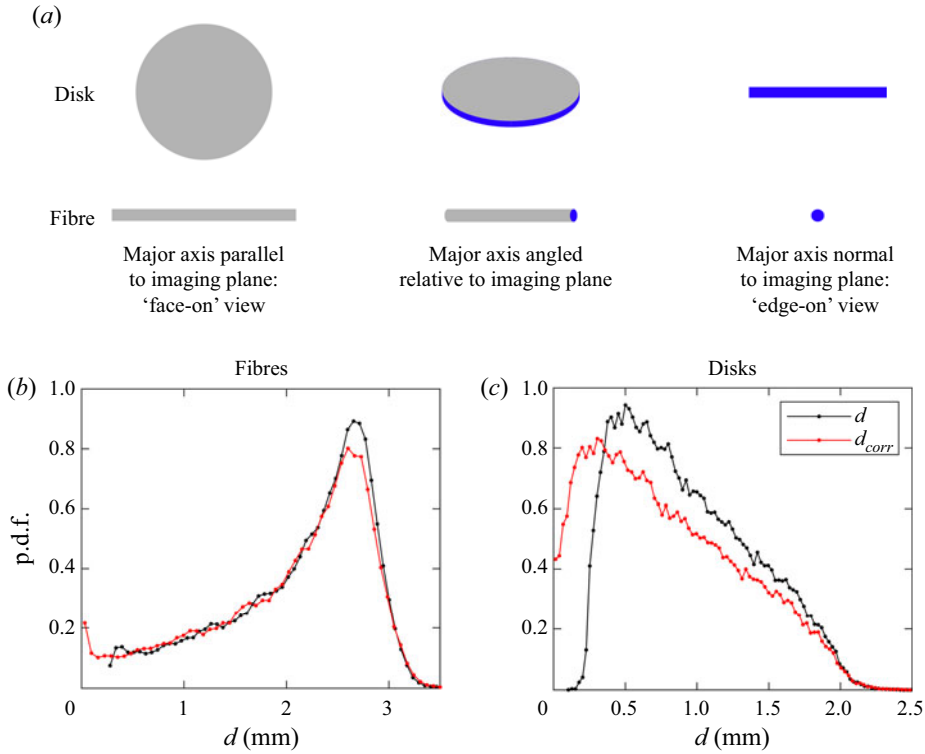 (a)
Disk
Fibre
Major axis parallel
to imaging plane:
‘face-on’ view
Major axis angled
relative to imaging plane
Major axis normal
to imaging plane:
‘edge-on’ view
(b)
Fibres
p.d.f.
1.0
0.8
0.6
0.4
0.2
0 1 2 3
d (mm)
(c)
Disks
d
d_corr
1.0
0.8
0.6
0.4
0.2
0 0.5 1.0 1.5 2.0 2.5
d (mm)